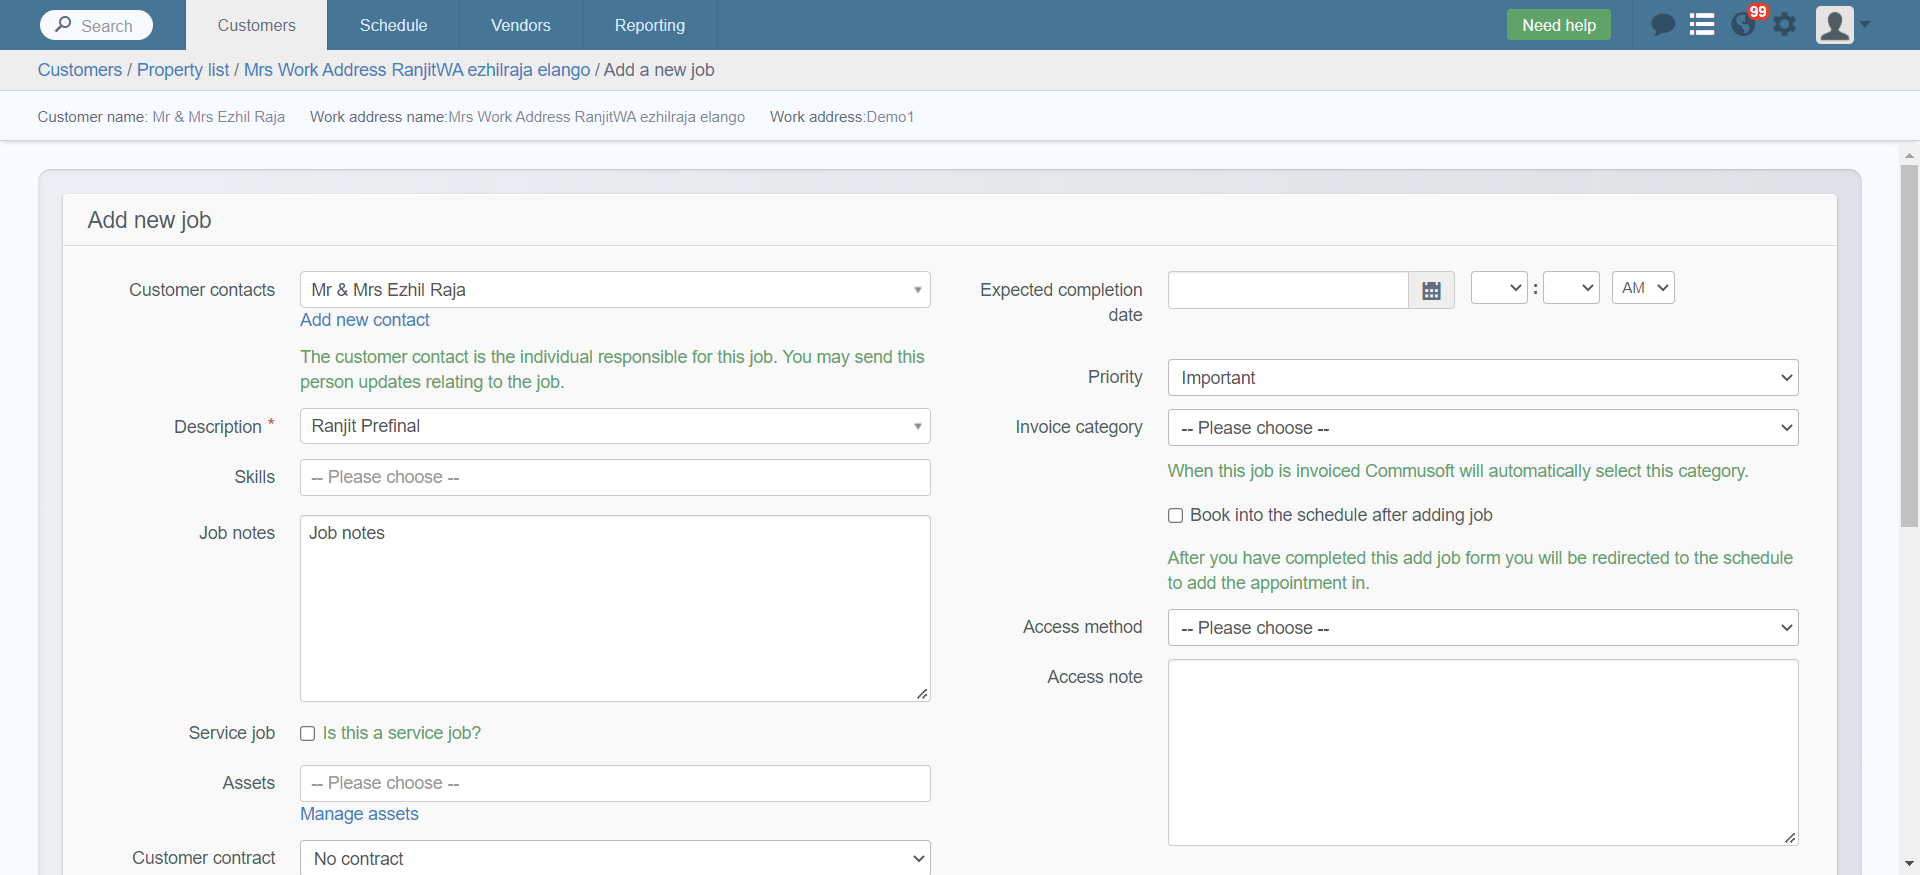 Search
Customers
Schedule
Vendors
Reporting
Need help
99
Customers / Property list / Mrs Work Address RanjitWA ezhilraja elango / Add a new job
Customer name: Mr & Mrs Ezhil Raja
Work address name:Mrs Work Address RanjitWA ezhilraja elango
Work address:Demo1
Add new job
Customer contacts
Mr & Mrs Ezhil Raja
Add new contact
The customer contact is the individual responsible for this job. You may send this
person updates relating to the job.
Description *
Ranjit Prefinal
Skills
-- Please choose --
Job notes
Job notes
Service job
Is this a service job?
Assets
-- Please choose --
Manage assets
Customer contract
No contract
Expected completion
date
:
AM
Priority
Important
Invoice category
-- Please choose --
When this job is invoiced Commusoft will automatically select this category.
Book into the schedule after adding job
After you have completed this add job form you will be redirected to the schedule
to add the appointment in.
Access method
-- Please choose --
Access note